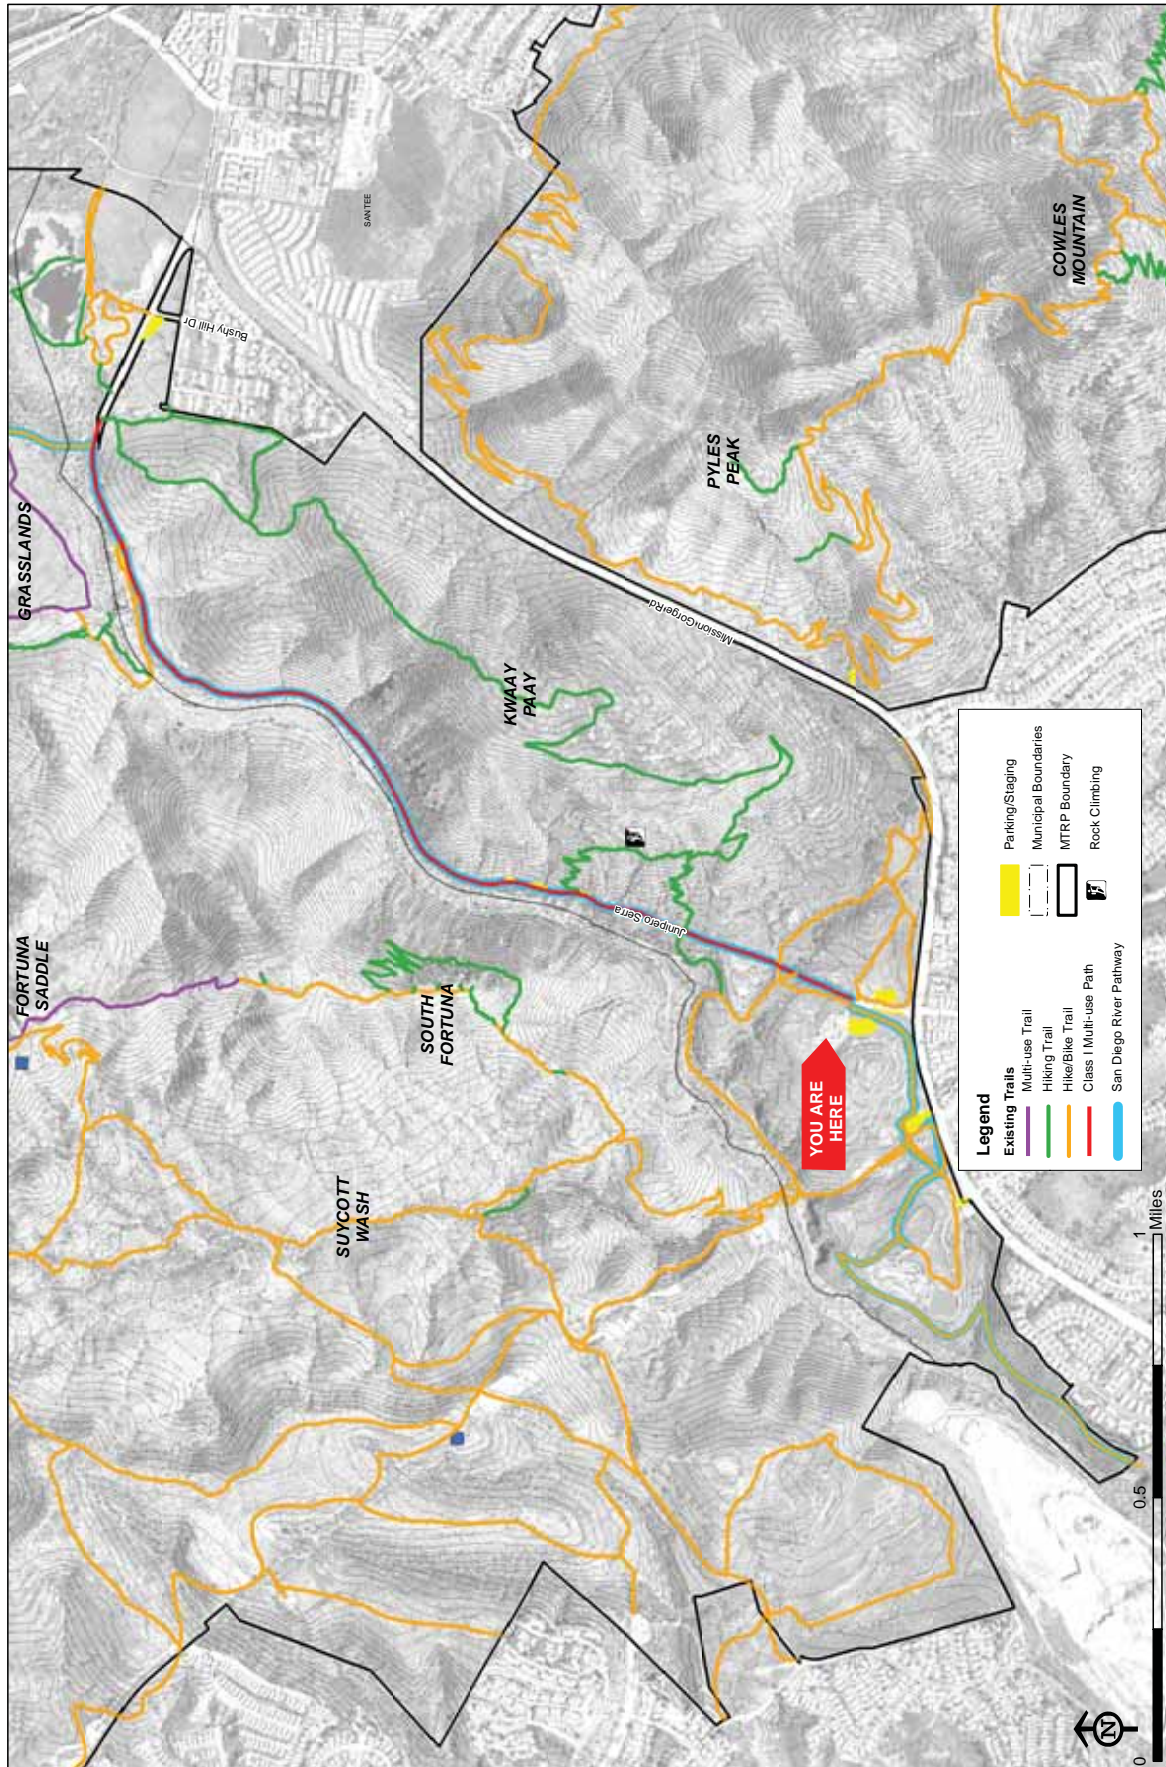 FORTUNA
SADDLE
GRASSLANDS
SANTEE
Bushy Hill Dr
SUYCOTT
WASH
SOUTH
FORTUNA
KWAAY
PAAY
PYLES
PEAK
COWLES
MOUNTAIN
Mission Gorge Rd
Junipero Serra
YOU ARE
HERE
Legend
Existing Trails
Multi-use Trail
Hiking Trail
Hike/Bike Trail
Class I Multi-use Path
San Diego River Pathway
Parking/Staging
Municipal Boundaries
MTRP Boundary
Rock Climbing
N
0
0.5
1
Miles